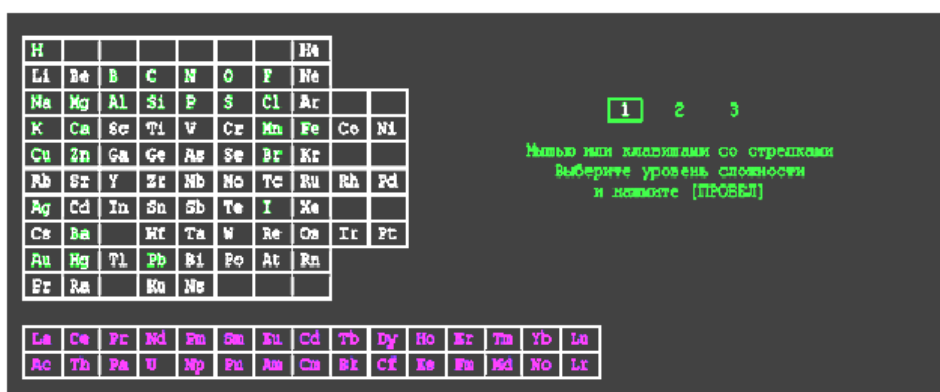 H He
Li Be B C N O F Ne
Na Mg Al Si P S Cl Ar
K Ca Sc Ti V Cr Mn Fe Co Ni
Cu Zn Ga Ge As Se Br Kr
Rb Sr Y Zr Nb Mo Tc Ru Rh Pd
Ag Cd In Sn Sb Te I Xe
Cs Ba Hf Ta W Re Os Ir Pt
Au Hg Tl Pb Bi Po At Rn
Fr Ra Ku Ns
La Ce Pr Nd Pm Sm Eu Cd Tb Dy Ho Er Tm Yb Lu
Ac Th Pa U Np Pu Am Cm Bk Cf Es Fm Md No Lr
1 2 3
Мышью или клавишами со стрелками
Выберите уровень сложности
и нажмите [ПРОБЕЛ]